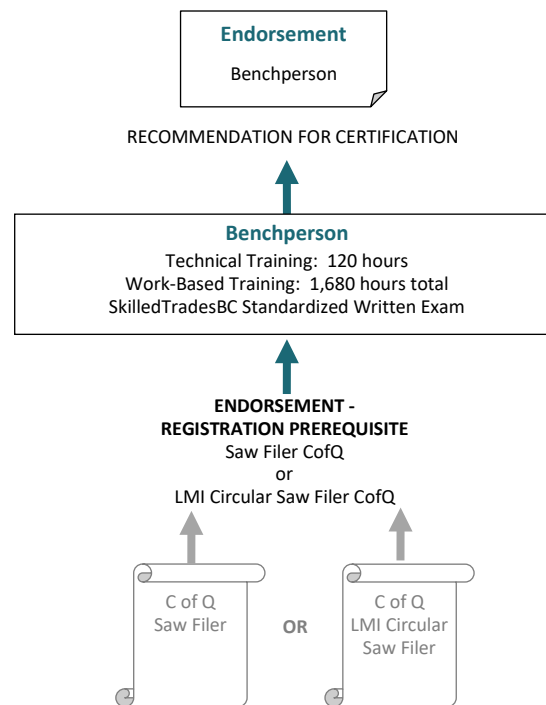 Endorsement
Benchperson
RECOMMENDATION FOR CERTIFICATION
Benchperson
Technical Training: 120 hours
Work-Based Training: 1,680 hours total
SkilledTradesBC Standardized Written Exam
ENDORSEMENT -
REGISTRATION PREREQUISITE
Saw Filer CofQ
or
LMI Circular Saw Filer CofQ
C of Q
Saw Filer
OR
C of Q
LMI Circular
Saw Filer